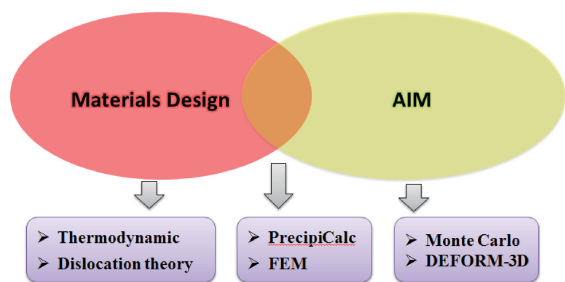 Materials Design
AIM
➢ Thermodynamic
➢ Dislocation theory
➢ PrecipiCalc
➢ FEM
➢ Monte Carlo
➢ DEFORM-3D